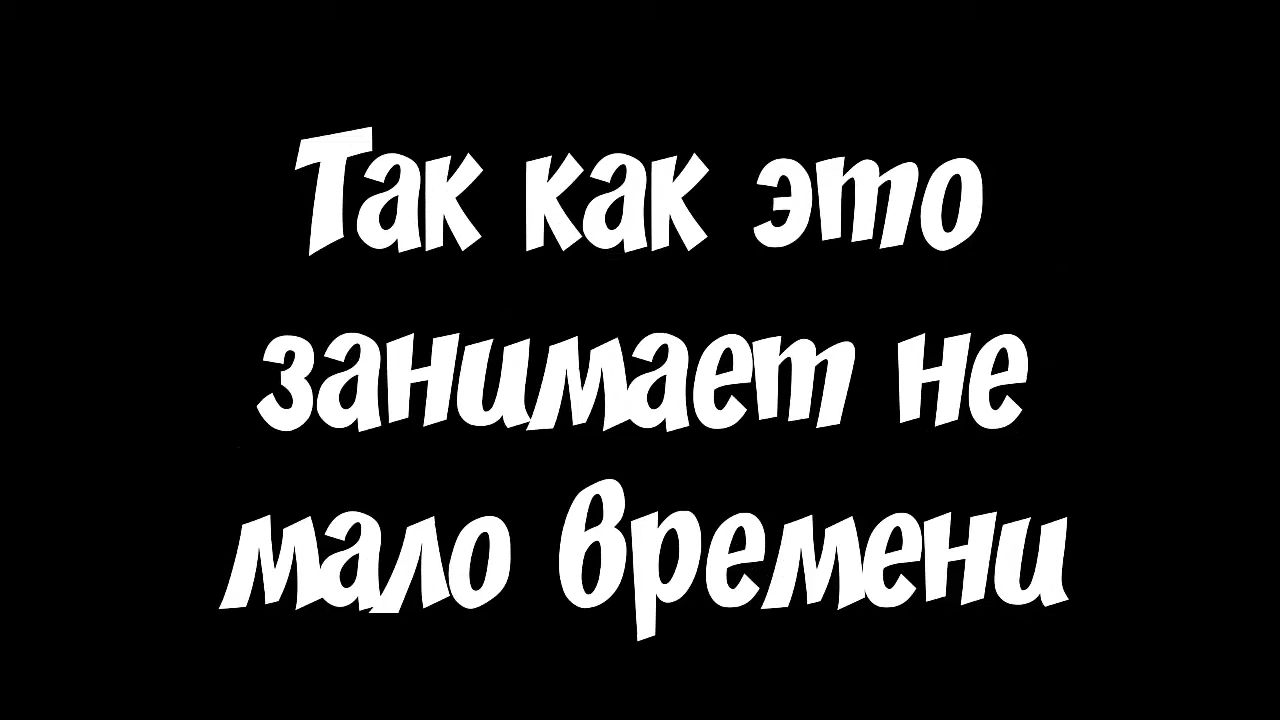 Так как это
занимает не
мало времени